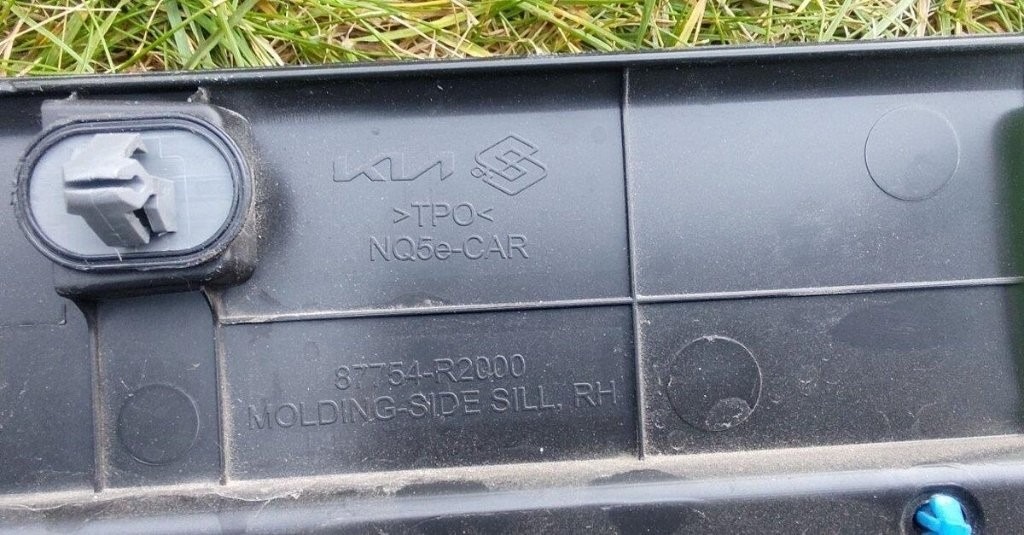 KIA
>TPO<
NQ5e-CAR
87754-R2000
MOLDING-SIDE SILL, RH